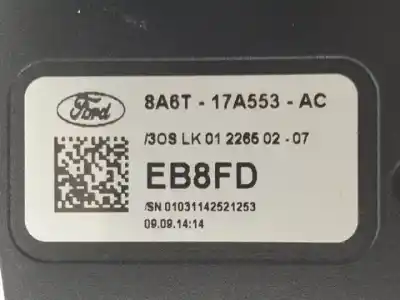 Ford
8A6T - 17A553 - AC
/3OS LK 01 2265 02 - 07
EB8FD
/SN 01031142521253
09.09.14:14